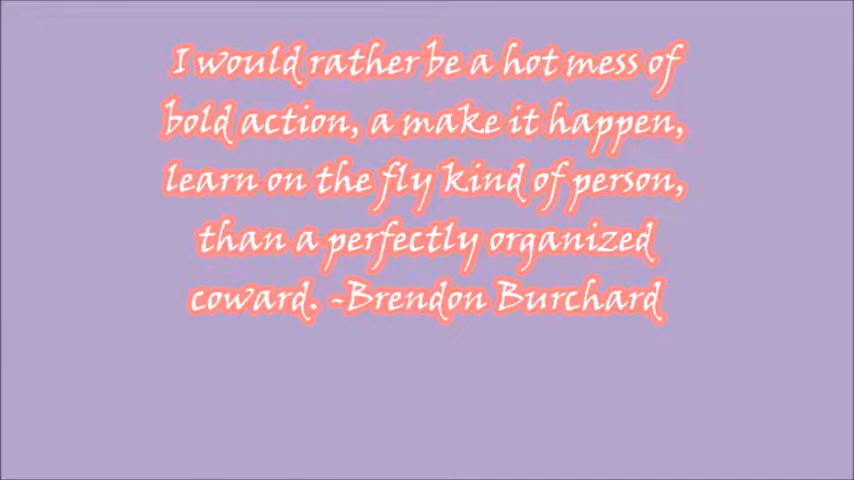 I would rather be a hot mess of
bold action, a make it happen,
learn on the fly kind of person,
than a perfectly organized
coward. -Brendon Burchard